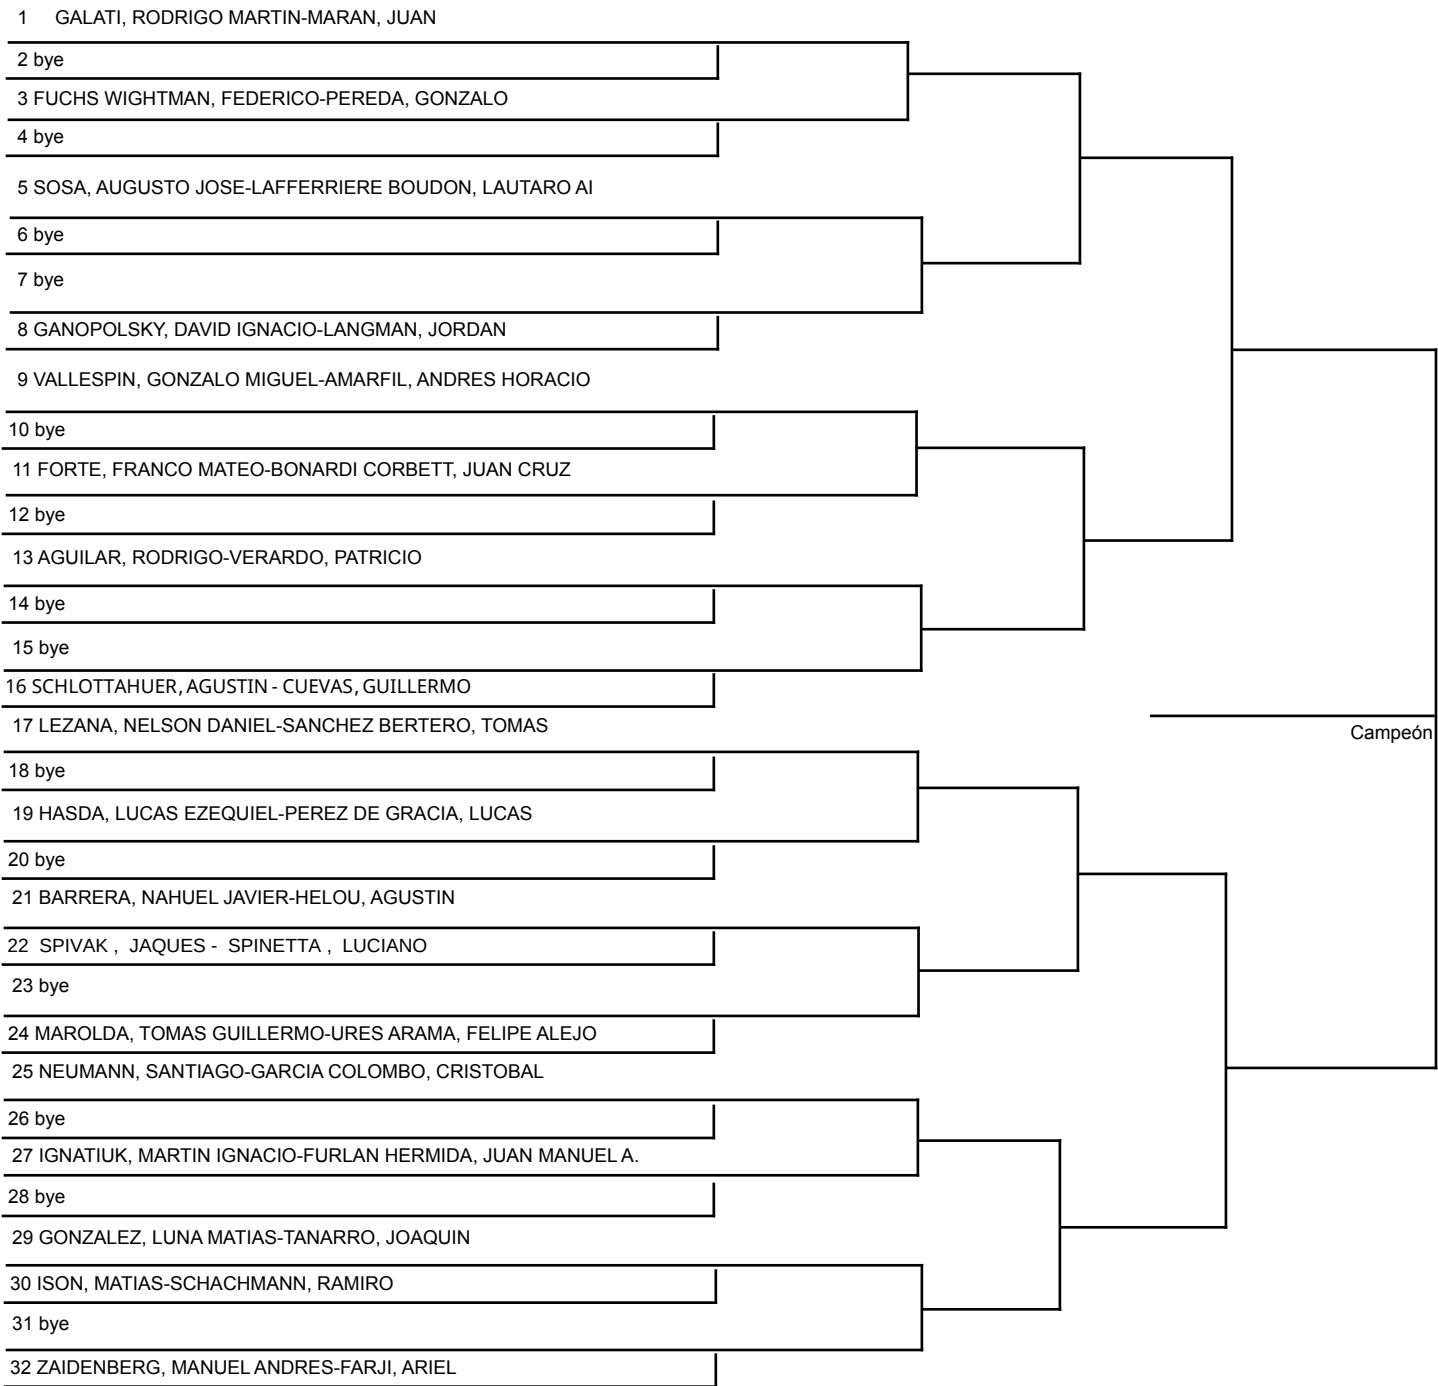 1 GALATI, RODRIGO MARTIN-MARAN, JUAN
2 bye
3 FUCHS WIGHTMAN, FEDERICO-PEREDA, GONZALO
4 bye
5 SOSA, AUGUSTO JOSE-LAFFERRIERE BOUDON, LAUTARO AI
6 bye
7 bye
8 GANOPOLSKY, DAVID IGNACIO-LANGMAN, JORDAN
9 VALLESPIN, GONZALO MIGUEL-AMARFIL, ANDRES HORACIO
10 bye
11 FORTE, FRANCO MATEO-BONARDI CORBETT, JUAN CRUZ
12 bye
13 AGUILAR, RODRIGO-VERARDO, PATRICIO
14 bye
15 bye
16 SCHLOTTAHUER, AGUSTIN - CUEVAS, GUILLERMO
17 LEZANA, NELSON DANIEL-SANCHEZ BERTERO, TOMAS
Campeón
18 bye
19 HASDA, LUCAS EZEQUIEL-PEREZ DE GRACIA, LUCAS
20 bye
21 BARRERA, NAHUEL JAVIER-HELOU, AGUSTIN
22 SPIVAK , JAQUES - SPINETTA , LUCIANO
23 bye
24 MAROLDA, TOMAS GUILLERMO-URES ARAMA, FELIPE ALEJO
25 NEUMANN, SANTIAGO-GARCIA COLOMBO, CRISTOBAL
26 bye
27 IGNATIUK, MARTIN IGNACIO-FURLAN HERMIDA, JUAN MANUEL A.
28 bye
29 GONZALEZ, LUNA MATIAS-TANARRO, JOAQUIN
30 ISON, MATIAS-SCHACHMANN, RAMIRO
31 bye
32 ZAIDENBERG, MANUEL ANDRES-FARJI, ARIEL